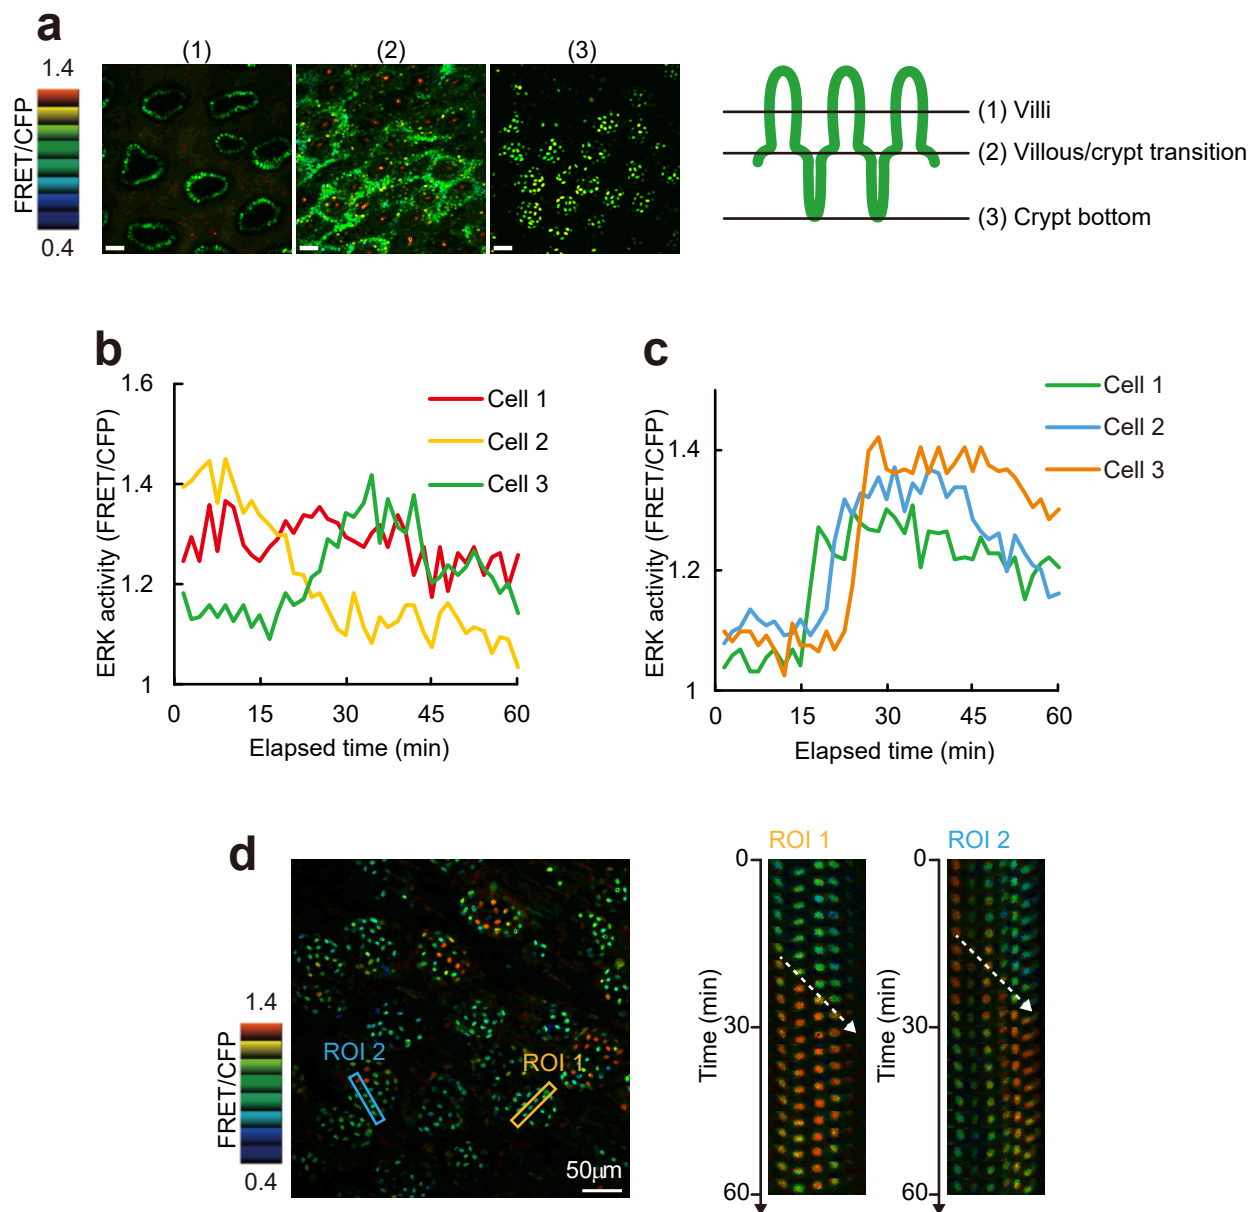 a
(1)
(2)
(3)
1.4
FRET/CFP
0.4
(1) Villi
(2) Villous/crypt transition
(3) Crypt bottom
b
1.6
1.4
1.2
1
ERK activity (FRET/CFP)
Cell 1
Cell 2
Cell 3
0
15
30
45
60
Elapsed time (min)
c
1.4
1.2
1
ERK activity (FRET/CFP)
Cell 1
Cell 2
Cell 3
0
15
30
45
60
Elapsed time (min)
d
1.4
FRET/CFP
0.4
ROI 2
ROI 1
50μm
ROI 1
0
30
60
Time (min)
ROI 2
0
30
60
Time (min)